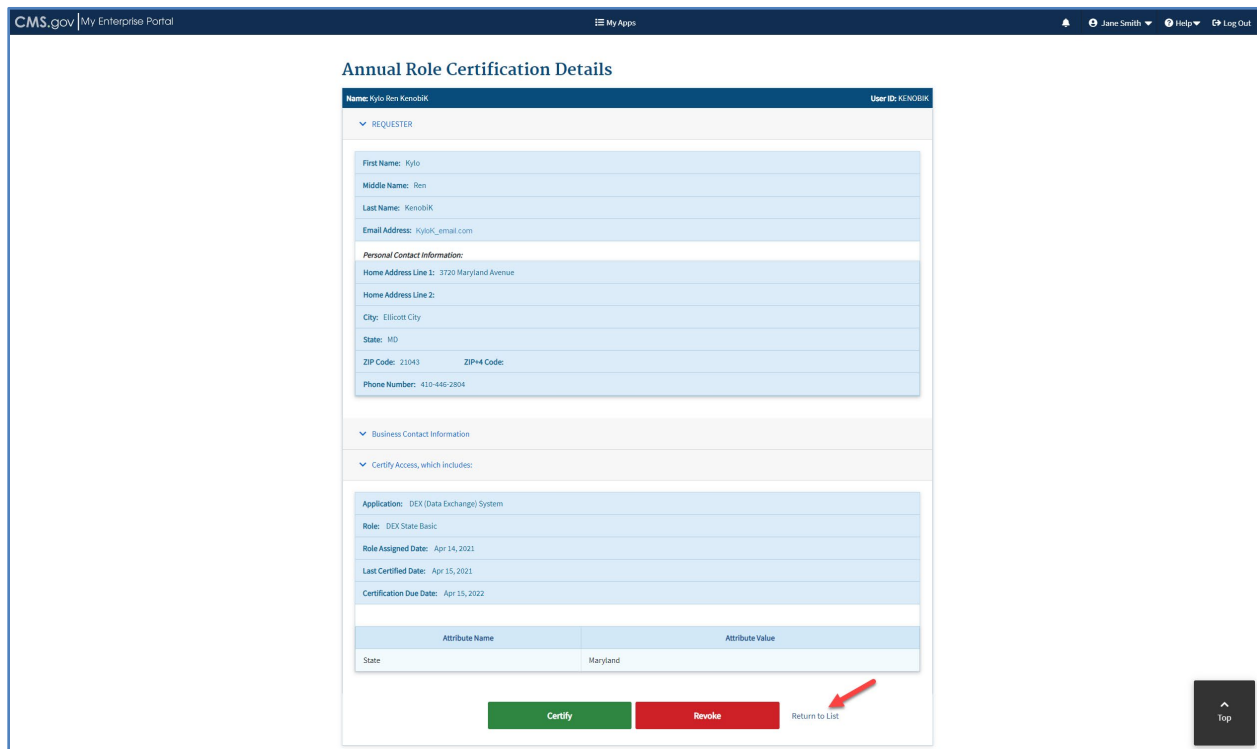 CMS.gov My Enterprise Portal My Apps Jane Smith Help Log Out
Annual Role Certification Details
Name: Kylo Ren KenobiK User ID: KENOBIK
REQUESTER
First Name: Kylo
Middle Name: Ren
Last Name: KenobiK
Email Address: KyloK_email.com
Personal Contact Information:
Home Address Line 1: 3720 Maryland Avenue
Home Address Line 2:
City: Ellicott City
State: MD
ZIP Code: 21043 ZIP+4 Code:
Phone Number: 410-446-2804
Business Contact Information
Certify Access, which includes:
Application: DEX (Data Exchange) System
Role: DEX State Basic
Role Assigned Date: Apr 14, 2021
Last Certified Date: Apr 15, 2021
Certification Due Date: Apr 15, 2022
Attribute Name Attribute Value
State Maryland
Certify Revoke Return to List
Top